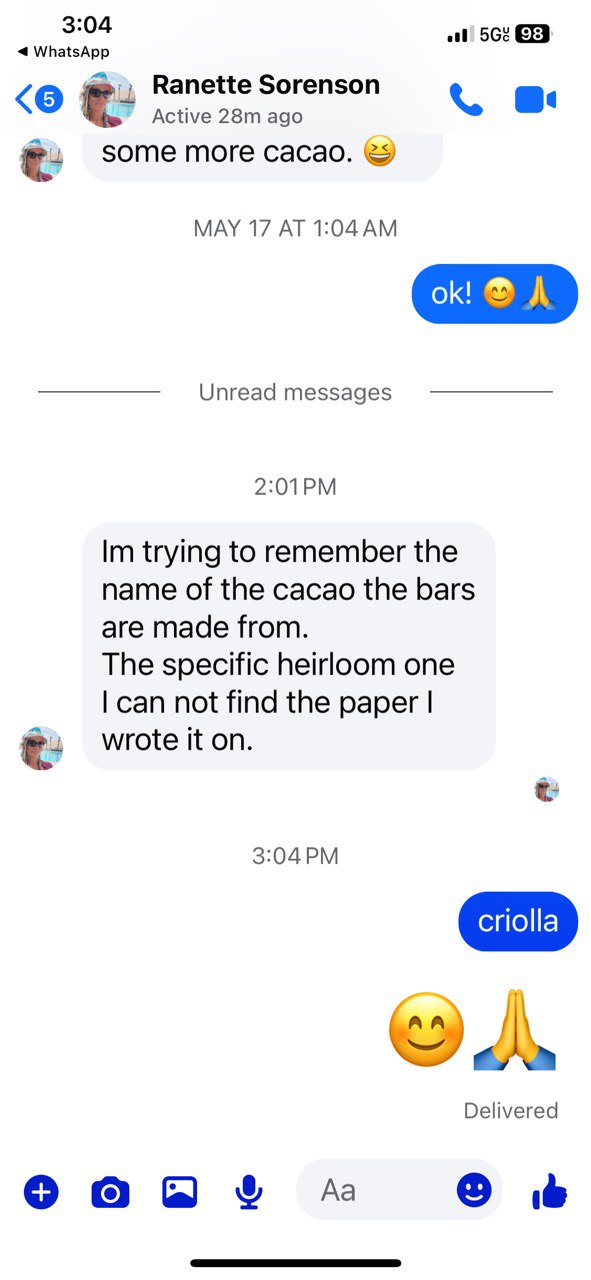 3:04
5G 98
◀ WhatsApp
5
Ranette Sorenson
Active 28m ago
some more cacao. 😆
MAY 17 AT 1:04 AM
ok! 😊🙏
Unread messages
2:01 PM
Im trying to remember the
name of the cacao the bars
are made from.
The specific heirloom one
I can not find the paper I
wrote it on.
3:04 PM
criolla
😊🙏
Delivered
Aa